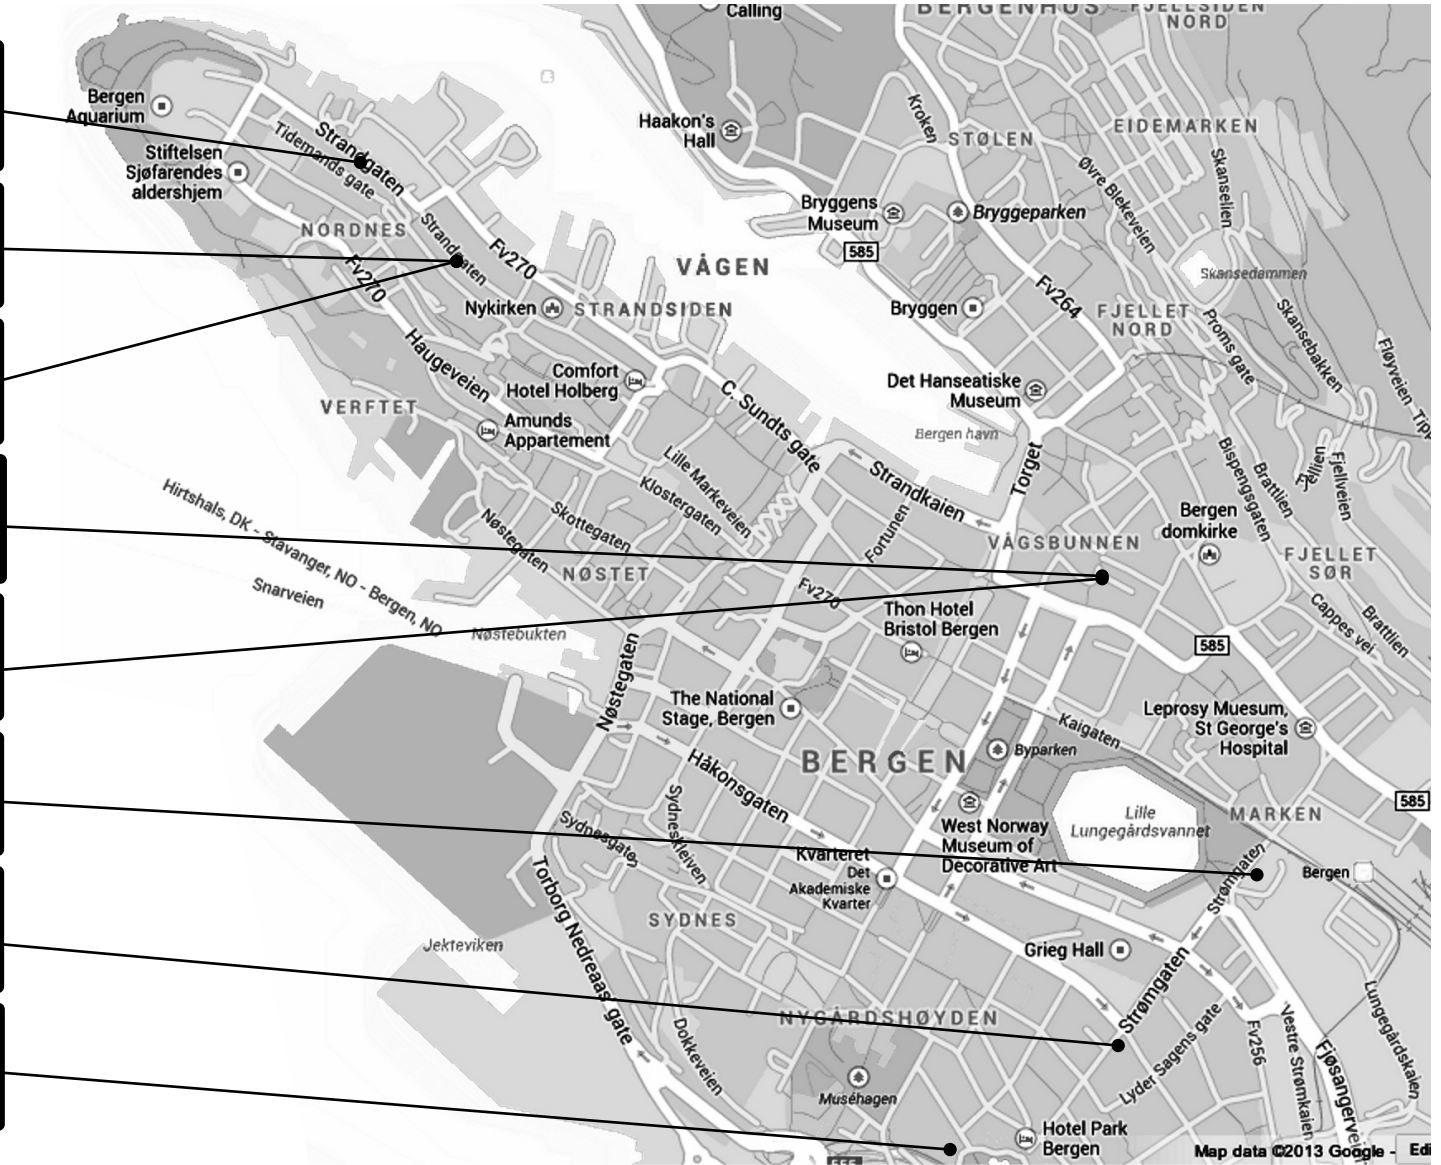 Calling
BERGENHUS
FJELLSIDEN
NORD
Bergen
Aquarium
Strandgaten
Tidemands gate
Stiftelsen
Sjøfarendes
aldershjem
Haakon's
Hall
Kroken
STØLEN
EIDEMARKEN
Øvre Blekeveien
Skanselien
NORDNES
Strandgaten
Fv270
Fv270
Bryggens
Museum
Bryggeparken
585
VÅGEN
Skansedammen
Nykirken
STRANDSIDEN
Bryggen
Fv264
FJELLET
NORD
Proms gate
Skansebakken
Fløyveien
Haugeveien
Comfort
Hotel Holberg
Det Hanseatiske
Museum
C. Sundts gate
VERFTET
Amunds
Appartement
Bergen havn
Torget
Lille Markeveien
Klostergaten
Strandkaien
Bispengsgaten
Brattlien
Fjellien
Fjellveien
Hirtshals, DK - Stavanger, NO - Bergen, NO
Skottegaten
Nøstegaten
Fortunen
Bergen
domkirke
VÅGSBUNNEN
FJELLET
SØR
NØSTET
Snarveien
Fv270
Thon Hotel
Bristol Bergen
Cappes vei
Brattlien
Nøstebukten
585
Nøstegaten
The National
Stage, Bergen
Leprosy Muesum,
St George's
Hospital
Kaigaten
Byparken
BERGEN
Håkonsgaten
585
Lille
Lungegårdsvannet
MARKEN
Sydnesgaten
Sydneskleiven
West Norway
Museum of
Decorative Art
Kvarteret
Det
Akademiske
Kvarter
Strømgaten
Bergen
Torborg Nedreaas' gate
SYDNES
Jekteviken
Grieg Hall
Strømgaten
NYGÅRDSHØYDEN
Lyder Sagens gate
Fv256
Vestre Strømkaien
Fjøsangerveien
Lungegårdskaien
Dokkeveien
Muséhagen
Hotel Park
Bergen
Map data ©2013 Google -